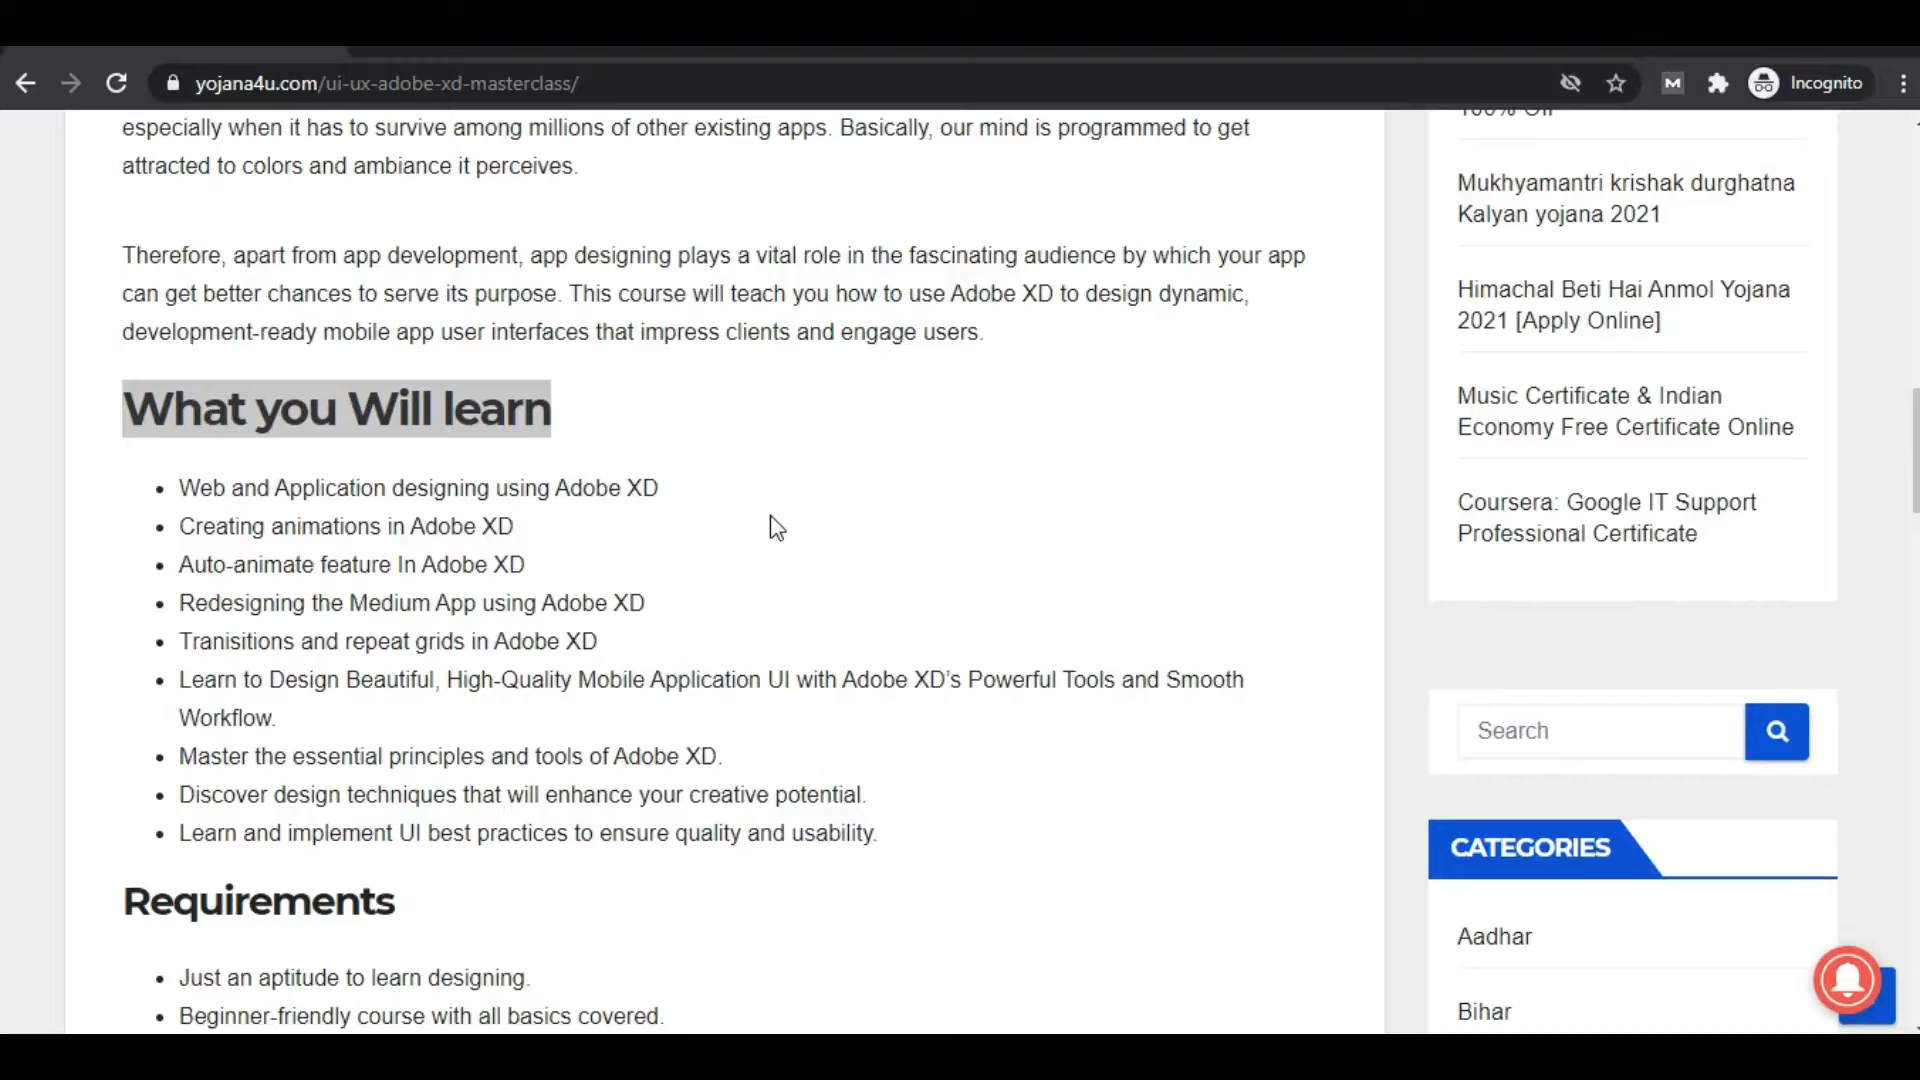 yojana4u.com/ui-ux-adobe-xd-masterclass/
M
Incognito
especially when it has to survive among millions of other existing apps. Basically, our mind is programmed to get
attracted to colors and ambiance it perceives.
Therefore, apart from app development, app designing plays a vital role in the fascinating audience by which your app
can get better chances to serve its purpose. This course will teach you how to use Adobe XD to design dynamic,
development-ready mobile app user interfaces that impress clients and engage users.
What you Will learn
Web and Application designing using Adobe XD
Creating animations in Adobe XD
Auto-animate feature In Adobe XD
Redesigning the Medium App using Adobe XD
Tranisitions and repeat grids in Adobe XD
Learn to Design Beautiful, High-Quality Mobile Application UI with Adobe XD’s Powerful Tools and Smooth
Workflow.
Master the essential principles and tools of Adobe XD.
Discover design techniques that will enhance your creative potential.
Learn and implement UI best practices to ensure quality and usability.
Requirements
Just an aptitude to learn designing.
Beginner-friendly course with all basics covered.
100% Off
Mukhyamantri krishak durghatna
Kalyan yojana 2021
Himachal Beti Hai Anmol Yojana
2021 [Apply Online]
Music Certificate & Indian
Economy Free Certificate Online
Coursera: Google IT Support
Professional Certificate
Search
CATEGORIES
Aadhar
Bihar